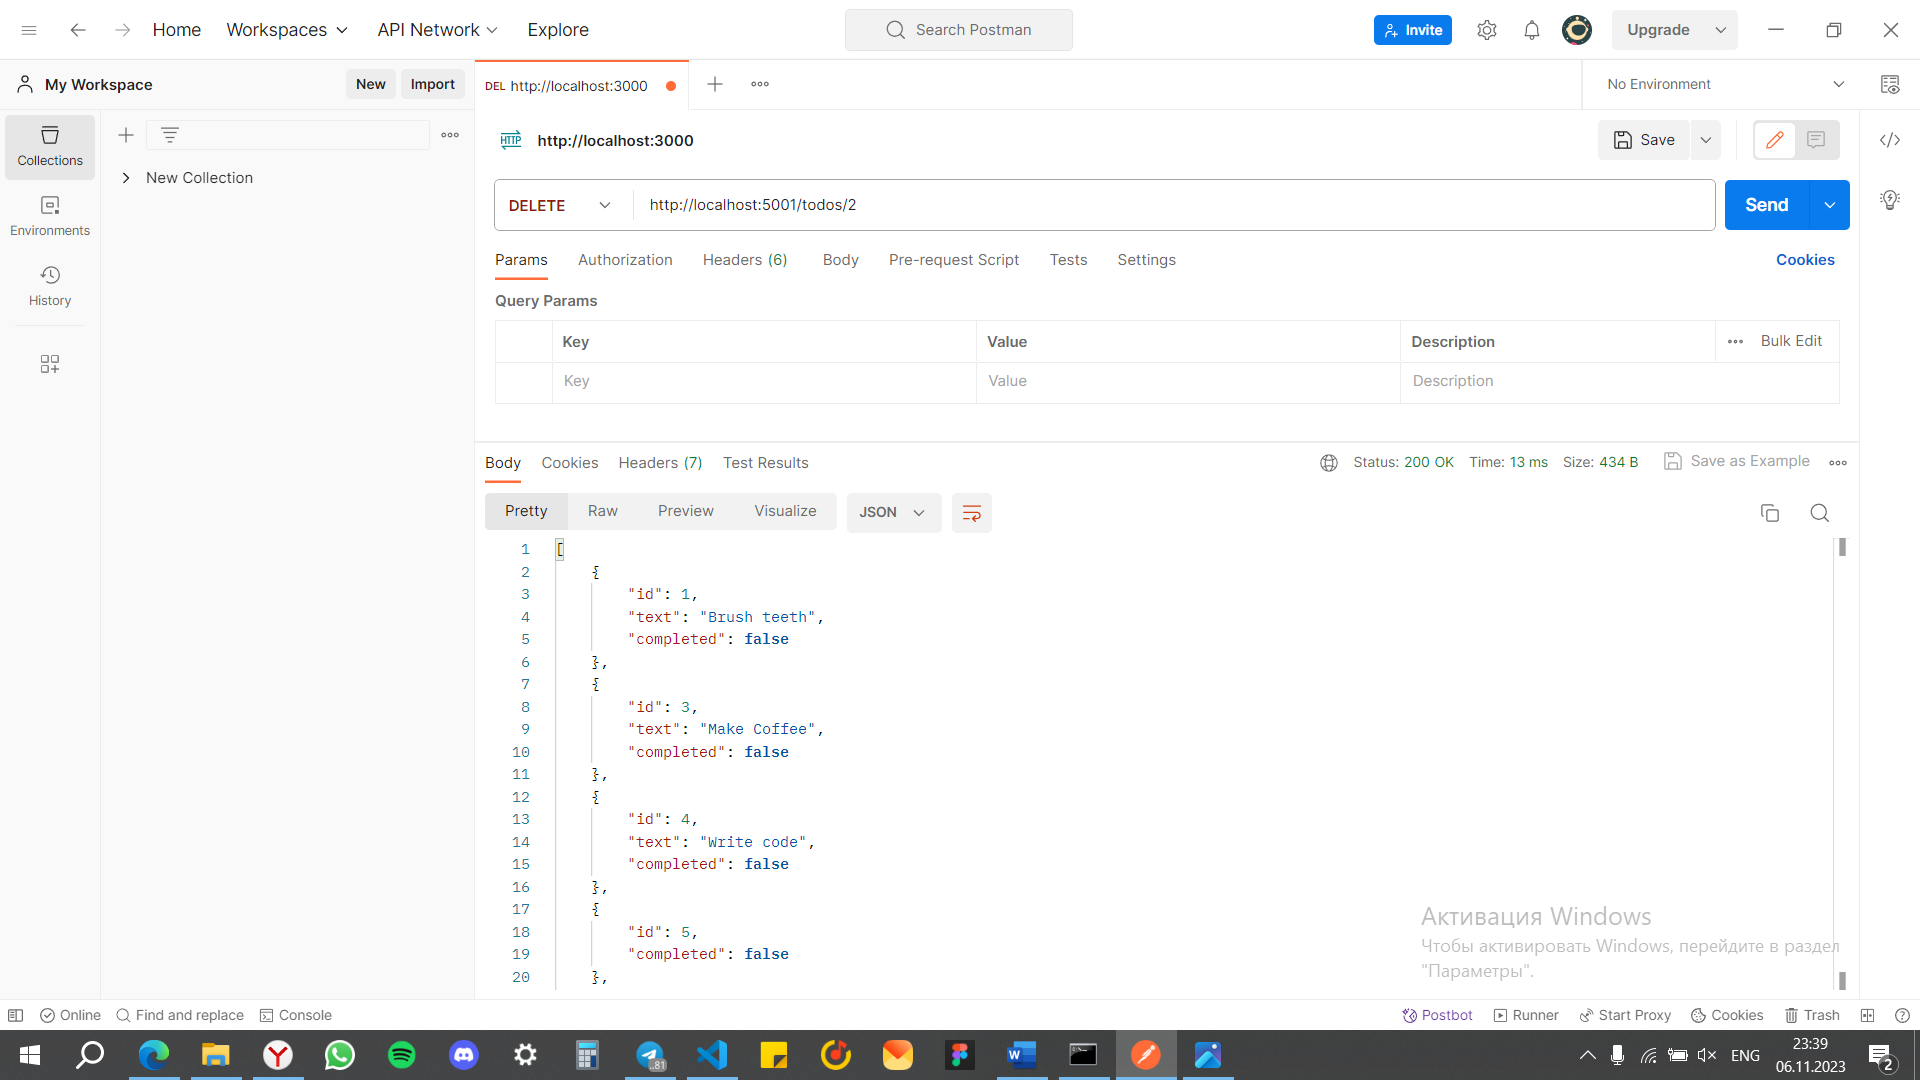 Home Workspaces API Network Explore Search Postman Invite Upgrade
My Workspace New Import DEL http://localhost:3000 No Environment
HTTP http://localhost:3000 Save
Collections
New Collection
DELETE http://localhost:5001/todos/2 Send
Environments
Params Authorization Headers (6) Body Pre-request Script Tests Settings Cookies
History
Query Params
Key Value Description Bulk Edit
Key Value Description
Body Cookies Headers (7) Test Results Status: 200 OK Time: 13 ms Size: 434 B Save as Example
Pretty Raw Preview Visualize JSON
1 [
2 {
3 "id": 1,
4 "text": "Brush teeth",
5 "completed": false
6 },
7 {
8 "id": 3,
9 "text": "Make Coffee",
10 "completed": false
11 },
12 {
13 "id": 4,
14 "text": "Write code",
15 "completed": false
16 },
17 {
18 "id": 5,
19 "completed": false
20 },
Активация Windows
Чтобы активировать Windows, перейдите в раздел
"Параметры".
Online Find and replace Console Postbot Runner Start Proxy Cookies Trash
81 ENG 23:39
06.11.2023 2